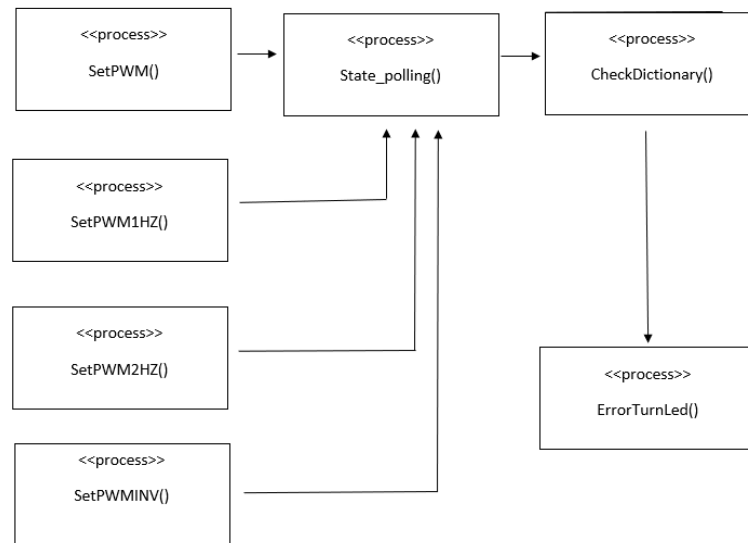 <<process>>
SetPWM()
<<process>>
State_polling()
<<process>>
CheckDictionary()
<<process>>
SetPWM1HZ()
<<process>>
SetPWM2HZ()
<<process>>
ErrorTurnLed()
<<process>>
SetPWMINV()